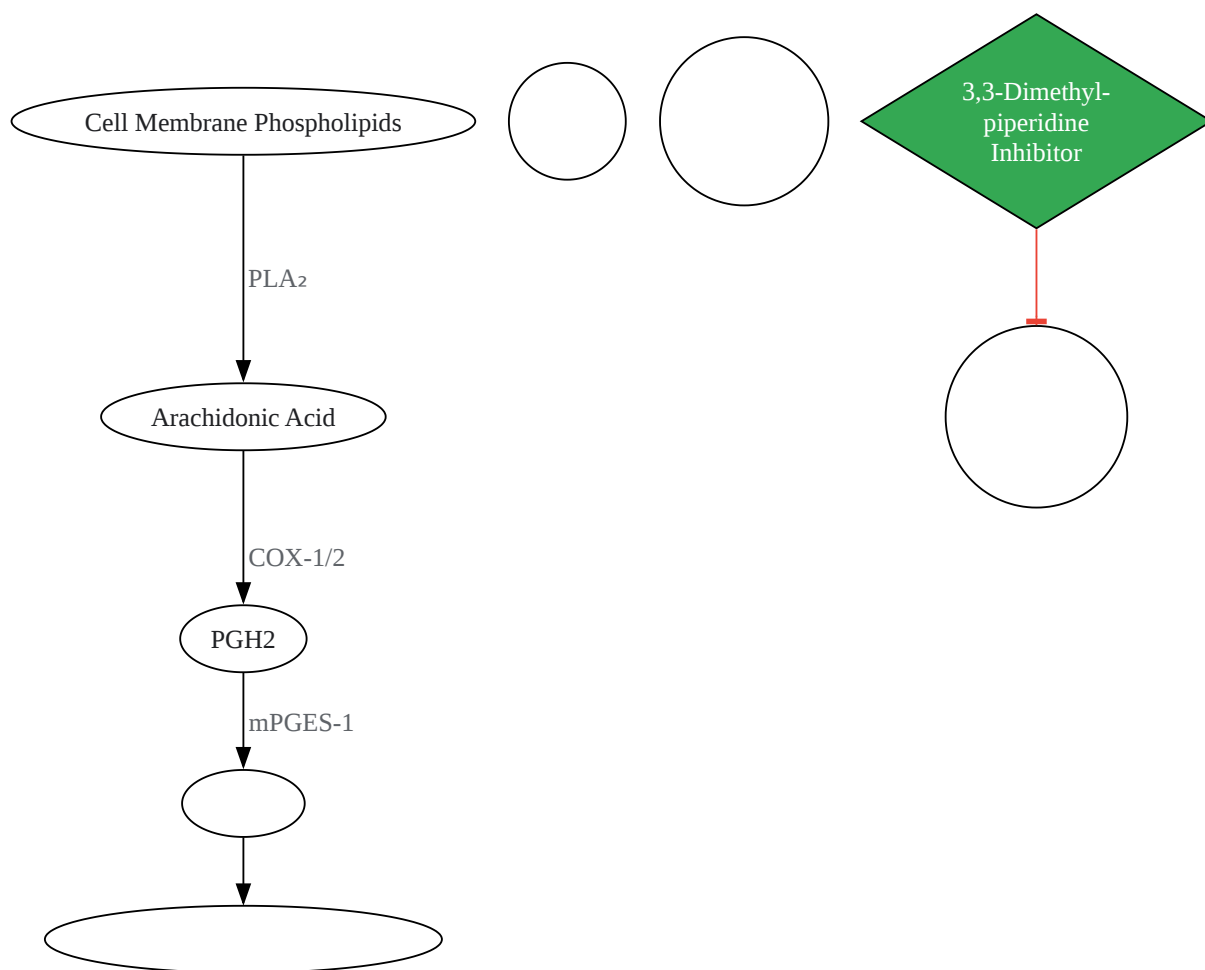 Cell Membrane Phospholipids
3,3-Dimethyl-
piperidine
Inhibitor
PLA₂
Arachidonic Acid
COX-1/2
PGH2
mPGES-1